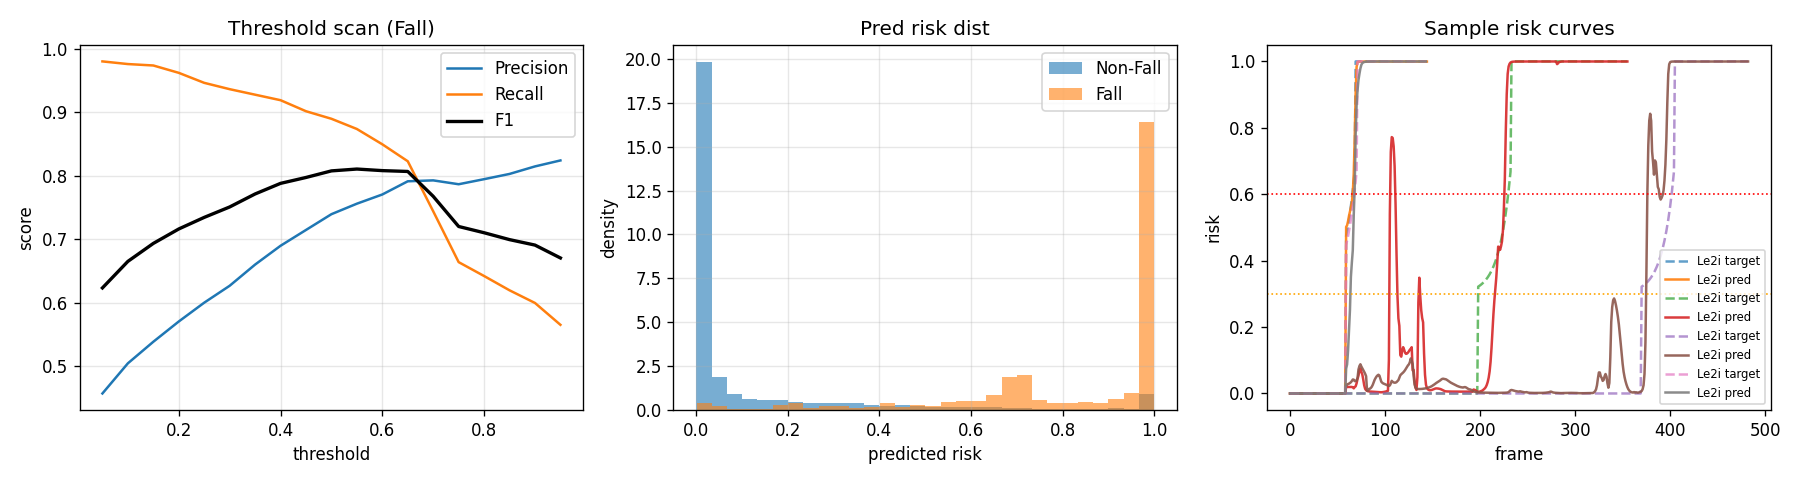 Threshold scan (Fall)
1.0
0.9
0.8
0.7
0.6
0.5
score
0.2
0.4
0.6
0.8
threshold
Precision
Recall
F1
Pred risk dist
20.0
17.5
15.0
12.5
10.0
7.5
5.0
2.5
0.0
density
0.0
0.2
0.4
0.6
0.8
1.0
predicted risk
Non-Fall
Fall
Sample risk curves
1.0
0.8
0.6
0.4
0.2
0.0
risk
0
100
200
300
400
500
frame
Le2i target
Le2i pred
Le2i target
Le2i pred
Le2i target
Le2i pred
Le2i target
Le2i pred